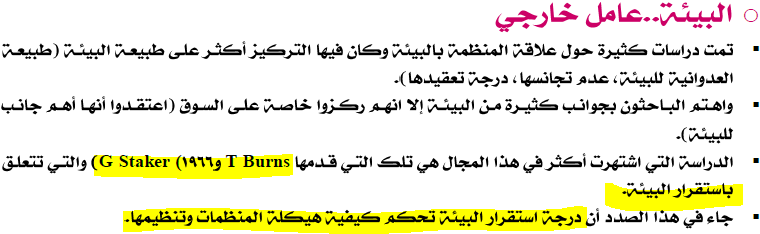 ○ البيئة..عامل خارجي
▪ تمت دراسات كثيرة حول علاقة المنظمة بالبيئة وكان فيها التركيز أكثر على طبيعة البيئة (طبيعة
العدوانية للبيئة، عدم تجانسها، درجة تعقيدها).
▪ واهتم الباحثون بجوانب كثيرة من البيئة إلا انهم ركزوا خاصة على السوق (اعتقدوا أنها أهم جانب
للبيئة).
▪ الدراسة التي اشتهرت أكثر في هذا المجال هي تلك التي قدمها T Burns و١٩٦٦) G Staker) والتي تتعلق
باستقرار البيئة.
▪ جاء في هذا الصدد أن درجة استقرار البيئة تحكم كيفية هيكلة المنظمات وتنظيمها.